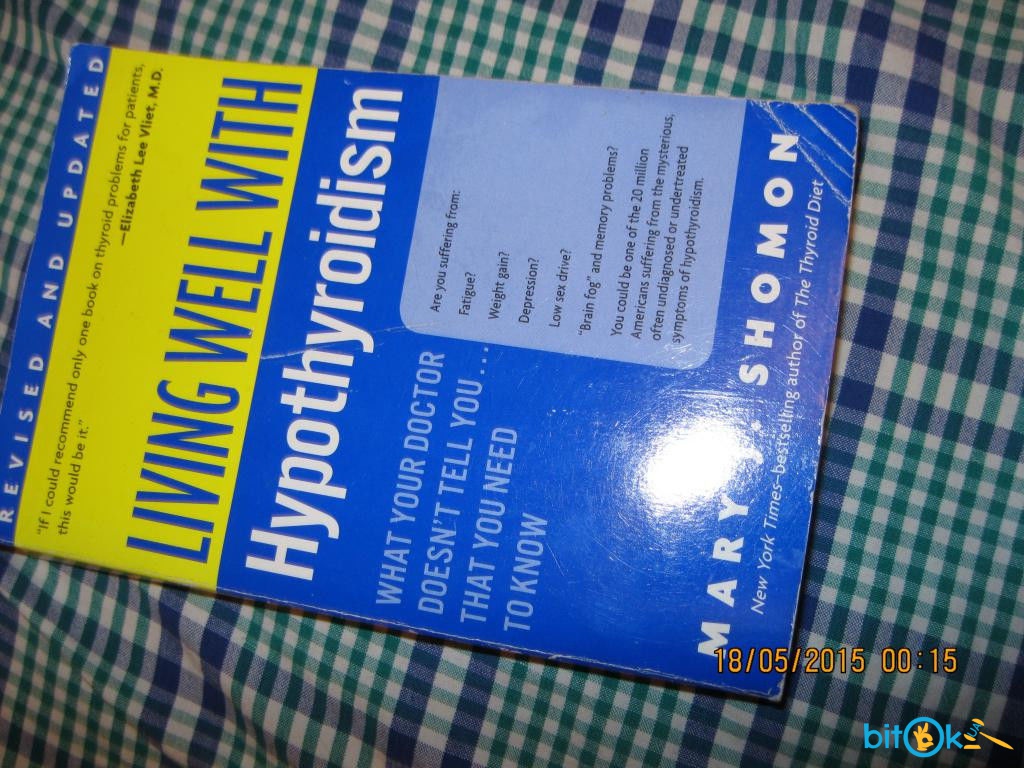 REVISED AND UPDATED
"If I could recommend only one book on thyroid problems for patients,
this would be it."
—Elizabeth Lee Vliet, M.D.
LIVING WELL WITH
Hypothyroidism
WHAT YOUR DOCTOR
DOESN'T TELL YOU...
THAT YOU NEED
TO KNOW
Are you suffering from:
Fatigue?
Weight gain?
Depression?
Low sex drive?
"Brain fog" and memory problems?
You could be one of the 20 million
Americans suffering from the mysterious,
often undiagnosed or undertreated
symptoms of hypothyroidism.
MARY J. SHOMON
New York Times–bestselling author of The Thyroid Diet
18/05/2015 00:15
bitok